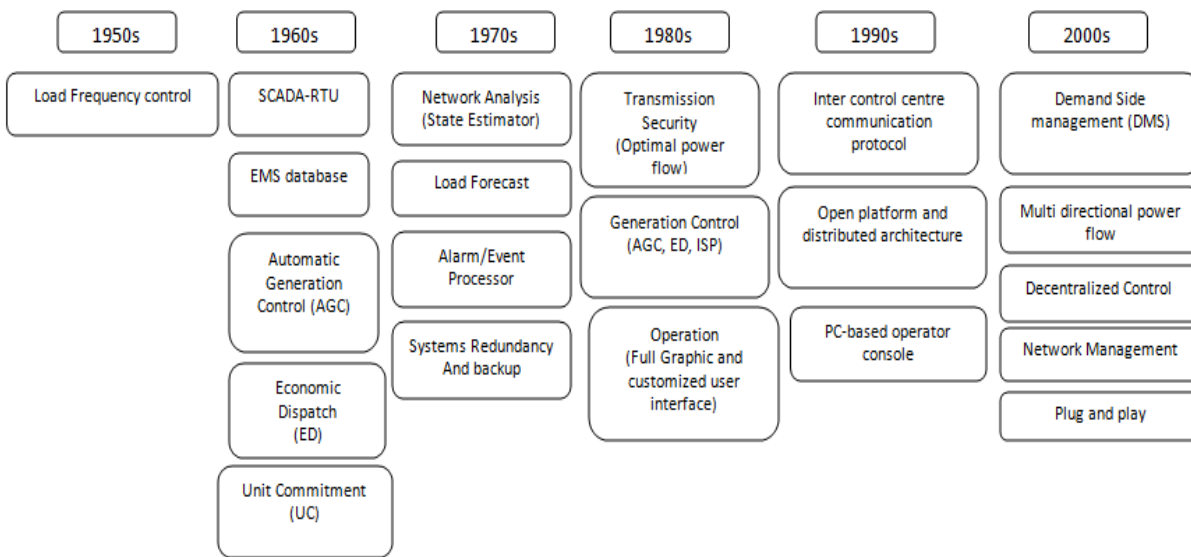 1950s
1960s
1970s
1980s
1990s
2000s
Load Frequency control
SCADA-RTU
EMS database
Automatic
Generation
Control (AGC)
Economic
Dispatch
(ED)
Unit Commitment
(UC)
Network Analysis
(State Estimator)
Load Forecast
Alarm/Event
Processor
Systems Redundancy
And backup
Transmission
Security
(Optimal power
flow)
Generation Control
(AGC, ED, ISP)
Operation
(Full Graphic and
customized user
interface)
Inter control centre
communication
protocol
Open platform and
distributed architecture
PC-based operator
console
Demand Side
management (DMS)
Multi directional power
flow
Decentralized Control
Network Management
Plug and play